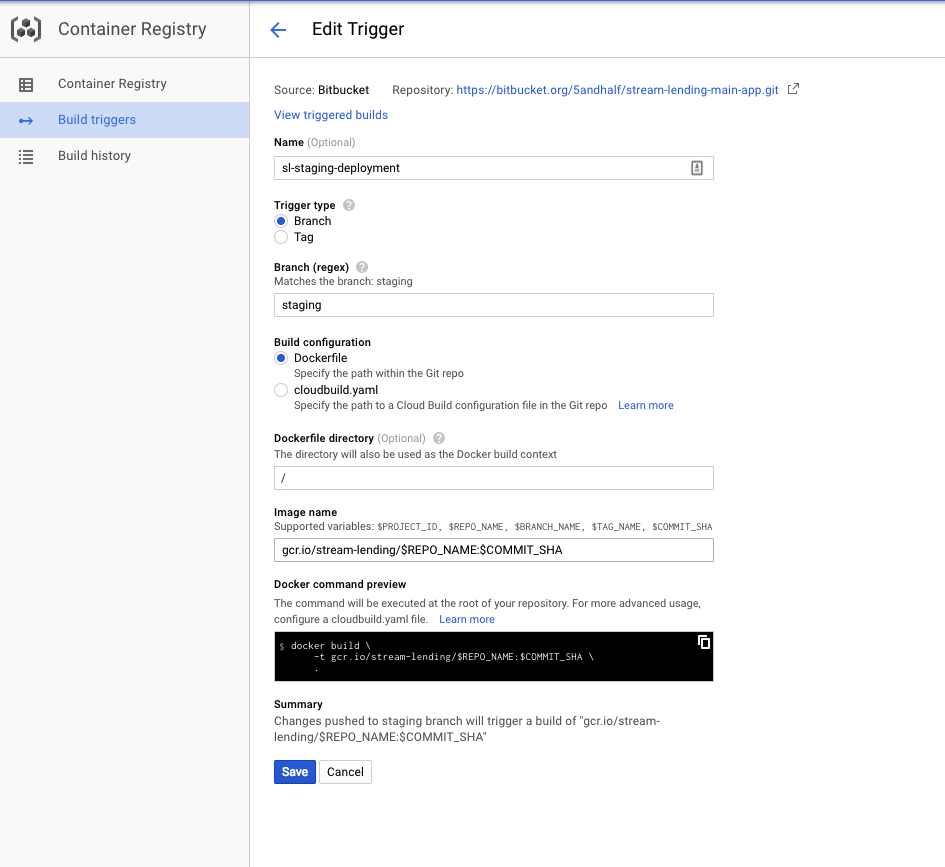 Container Registry
Edit Trigger
Container Registry
Build triggers
Build history
Source: Bitbucket Repository: https://bitbucket.org/5andhalf/stream-lending-main-app.git
View triggered builds
Name (Optional)
sl-staging-deployment
Trigger type ?
Branch
Tag
Branch (regex) ?
Matches the branch: staging
staging
Build configuration
Dockerfile
Specify the path within the Git repo
cloudbuild.yaml
Specify the path to a Cloud Build configuration file in the Git repo Learn more
Dockerfile directory (Optional) ?
The directory will also be used as the Docker build context
/
Image name
Supported variables: $PROJECT_ID, $REPO_NAME, $BRANCH_NAME, $TAG_NAME, $COMMIT_SHA
gcr.io/stream-lending/$REPO_NAME:$COMMIT_SHA
Docker command preview
The command will be executed at the root of your repository. For more advanced usage,
configure a cloudbuild.yaml file. Learn more
$ docker build \
-t gcr.io/stream-lending/$REPO_NAME:$COMMIT_SHA \
.
Summary
Changes pushed to staging branch will trigger a build of "gcr.io/stream-
lending/$REPO_NAME:$COMMIT_SHA"
Save Cancel